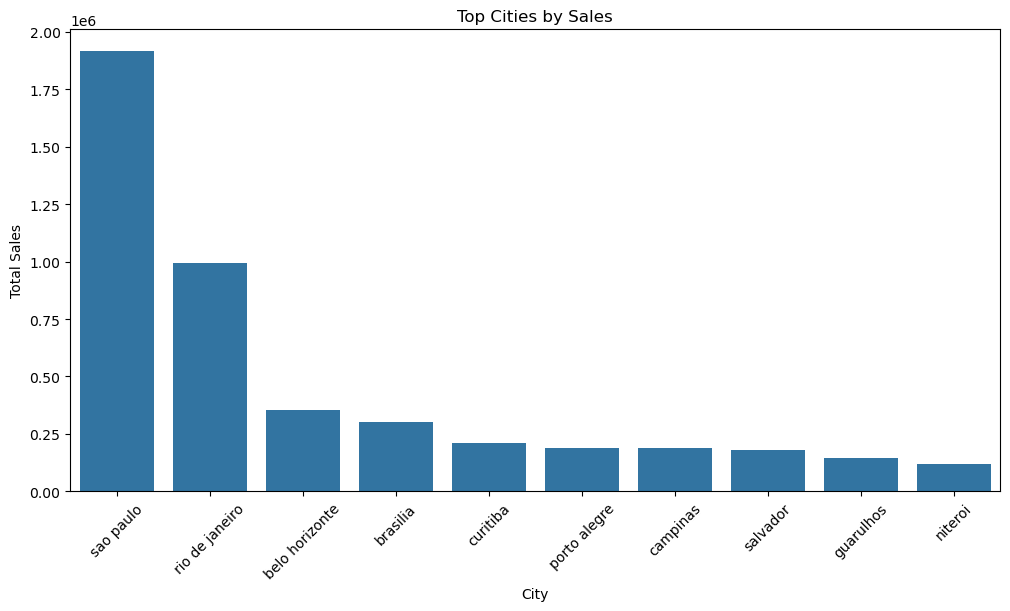 Top Cities by Sales
1e6
2.00
1.75
1.50
1.25
1.00
0.75
0.50
0.25
0.00
Total Sales
sao paulo
rio de janeiro
belo horizonte
brasilia
curitiba
porto alegre
campinas
salvador
guarulhos
niteroi
City